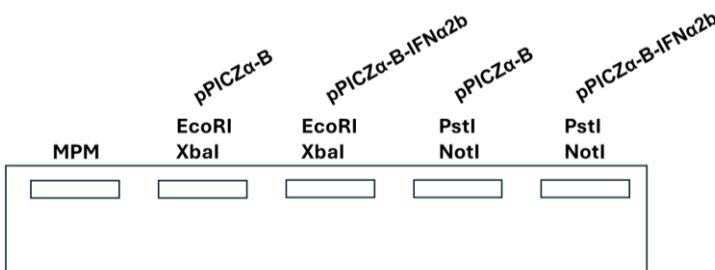 pPICZα-B
pPICZα-B-IFNα2b
pPICZα-B
pPICZα-B-IFNα2b
MPM
EcoRI
XbaI
EcoRI
XbaI
PstI
NotI
PstI
NotI